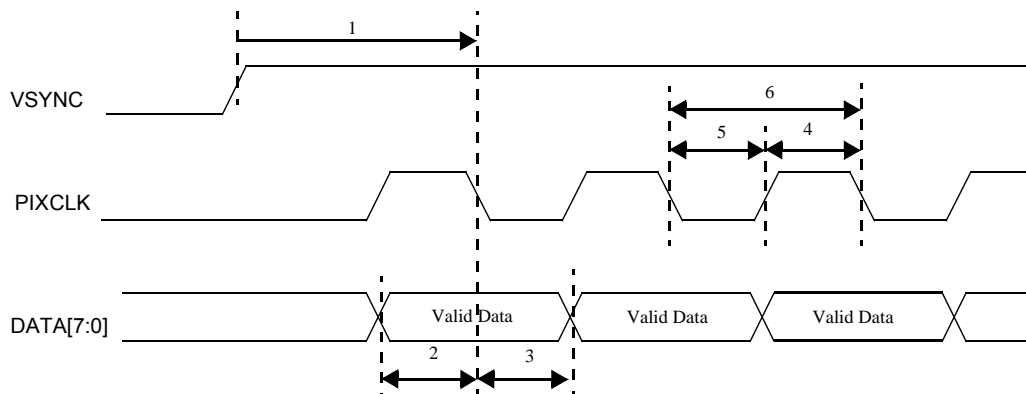 1
VSYNC
6
5 4
PIXCLK
DATA[7:0]
Valid Data Valid Data Valid Data
2 3